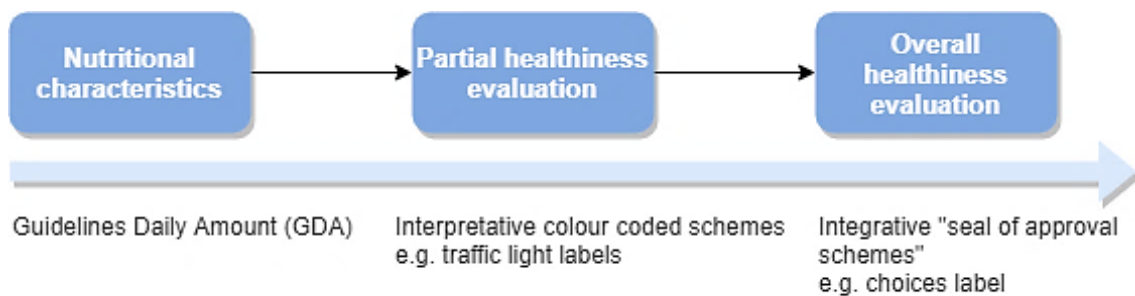 Nutritional
characteristics
Partial healthiness
evaluation
Overall
healthiness
evaluation
Guidelines Daily Amount (GDA)
Interpretative colour coded schemes
e.g. traffic light labels
Integrative "seal of approval
schemes"
e.g. choices label